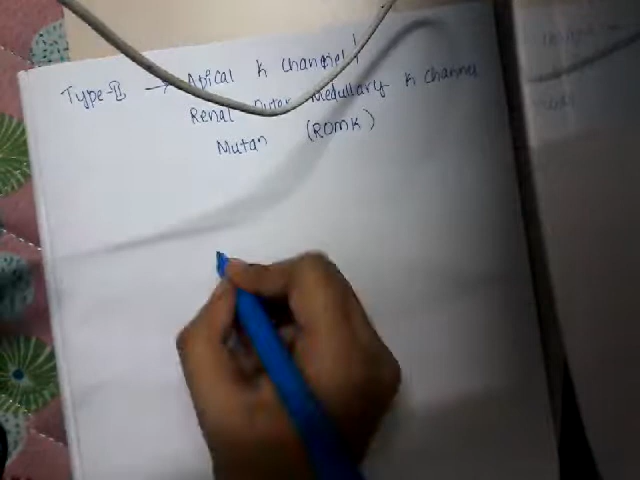 Type II → Apical K channel /
Renal Outer Medullary K channel
Mutan (ROMK)